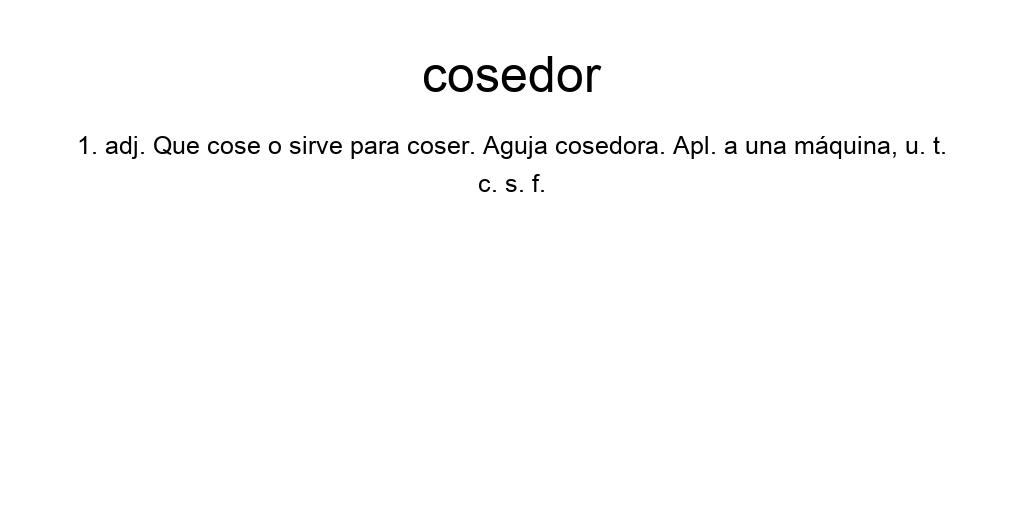 cosedor
1. adj. Que cose o sirve para coser. Aguja cosedora. Apl. a una máquina, u. t.
c. s. f.